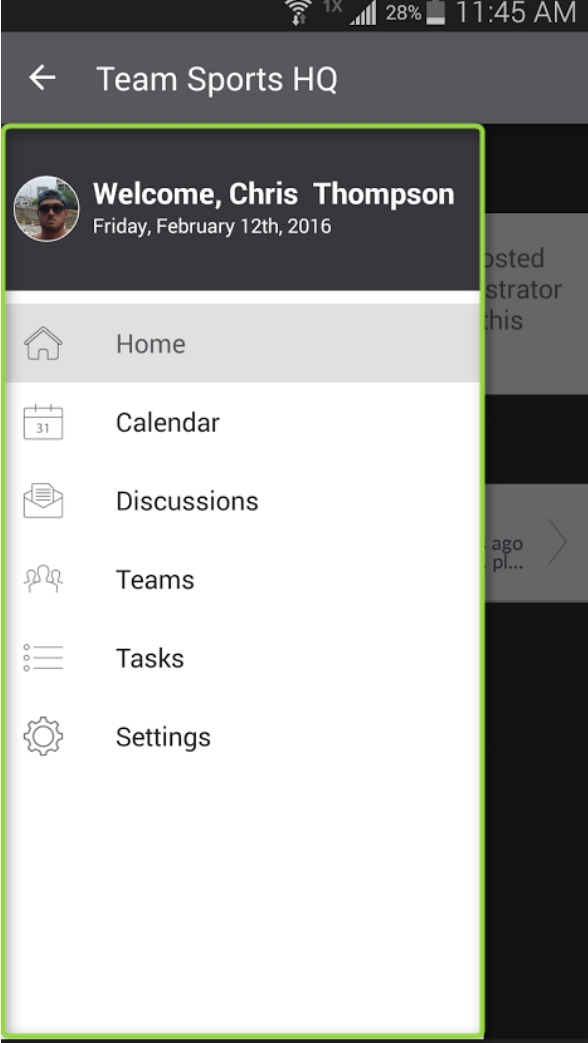 1X 28% 11:45 AM
Team Sports HQ
Welcome, Chris Thompson
Friday, February 12th, 2016
osted
strator
this
Home
31
Calendar
Discussions
ago
pl...
Teams
Tasks
Settings